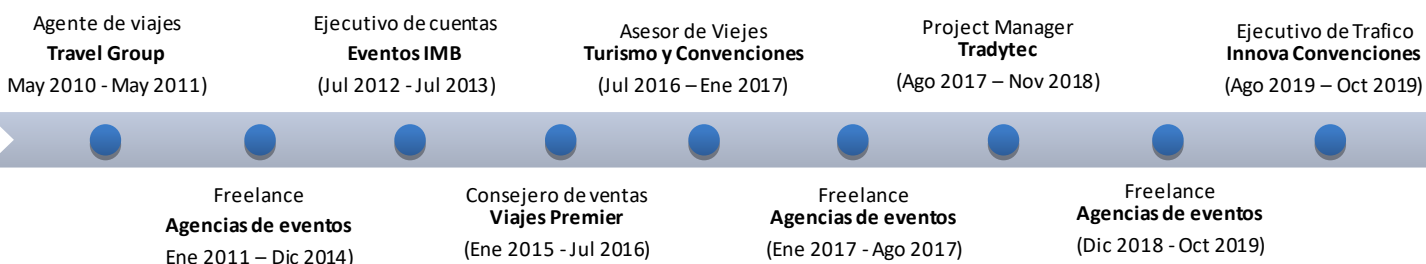 Agente de viajes
Travel Group
May 2010 - May 2011)
Ejecutivo de cuentas
Eventos IMB
(Jul 2012 - Jul 2013)
Asesor de Viejes
Turismo y Convenciones
(Jul 2016 – Ene 2017)
Project Manager
Tradytec
(Ago 2017 – Nov 2018)
Ejecutivo de Trafico
Innova Convenciones
(Ago 2019 – Oct 2019)
Freelance
Agencias de eventos
Ene 2011 – Dic 2014)
Consejero de ventas
Viajes Premier
(Ene 2015 - Jul 2016)
Freelance
Agencias de eventos
(Ene 2017 - Ago 2017)
Freelance
Agencias de eventos
(Dic 2018 - Oct 2019)